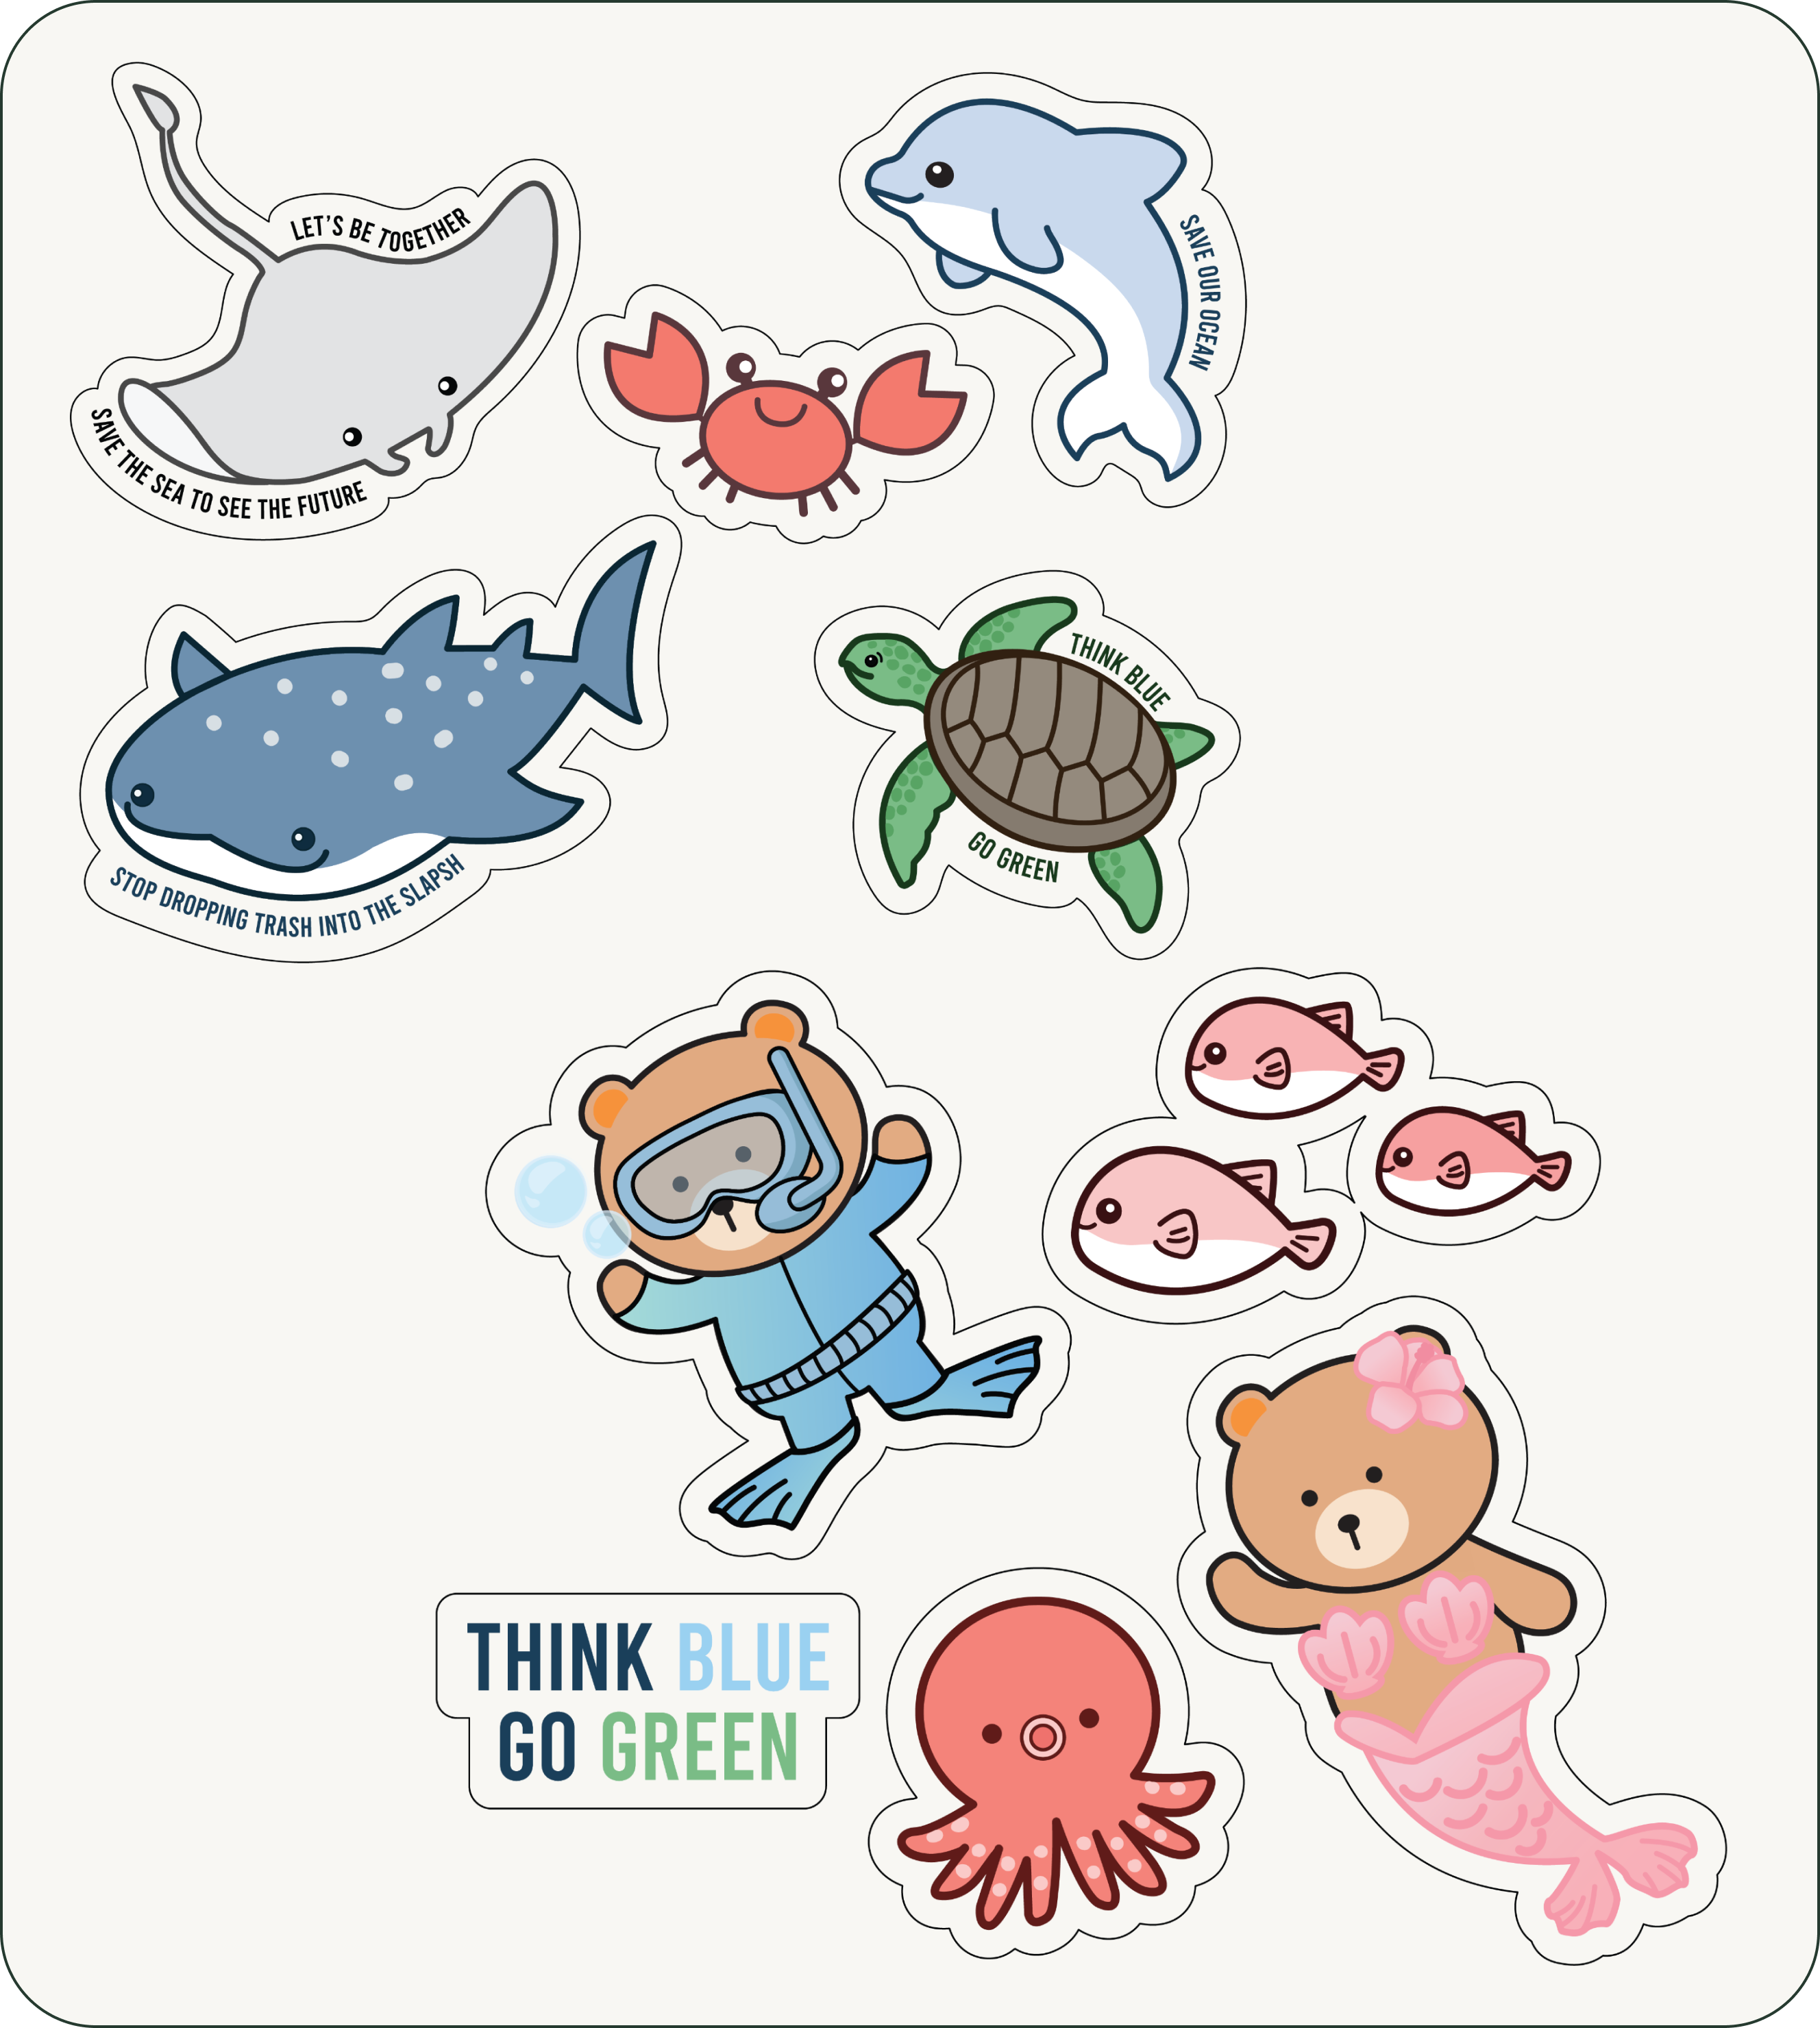 LET'S BE TOGETHER
SAVE THE SEA TO SEE THE FUTURE
SAVE OUR OCEAN
STOP DROPPING TRASH INTO THE SLAPSH
THINK BLUE
GO GREEN
THINK BLUE
GO GREEN